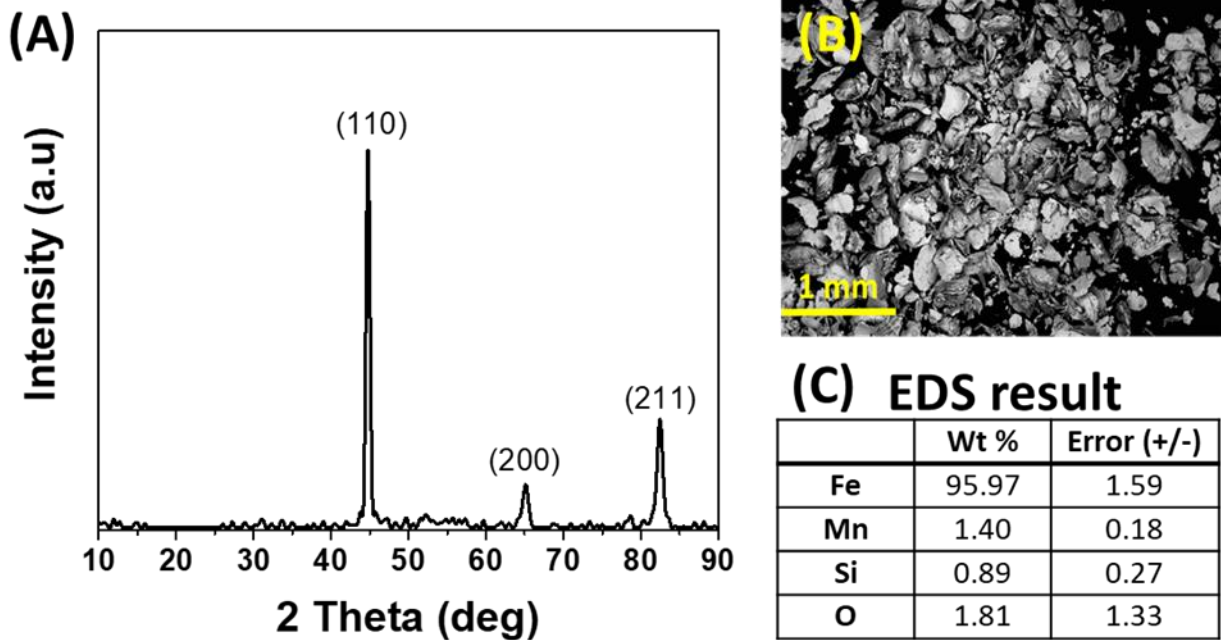 (A)
Intensity (a.u)
(110)
(200)
(211)
10 20 30 40 50 60 70 80 90
2 Theta (deg)
(B)
1 mm
(C) EDS result
Wt % Error (+/-)
Fe 95.97 1.59
Mn 1.40 0.18
Si 0.89 0.27
O 1.81 1.33